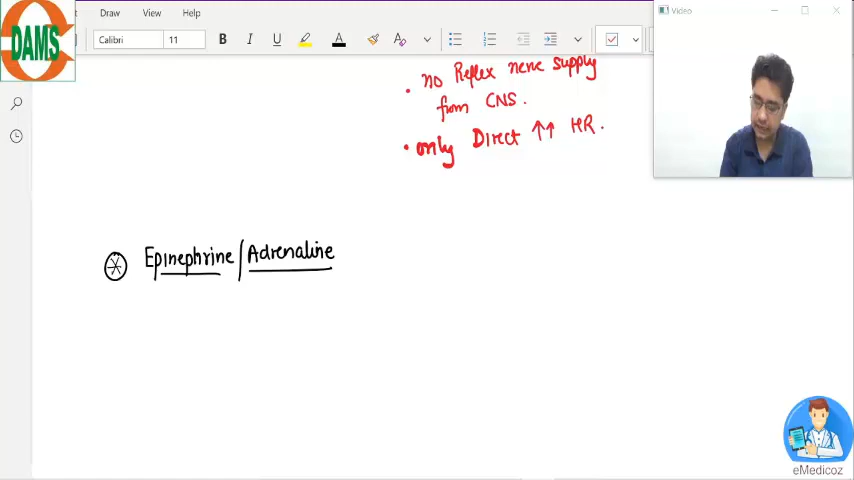 DAMS
Draw View Help
Video
Calibri 11 B I U A A
• no Reflex nerve supply
from CNS.
• only Direct ↑↑ HR.
Epinephrine/Adrenaline
eMedicoz